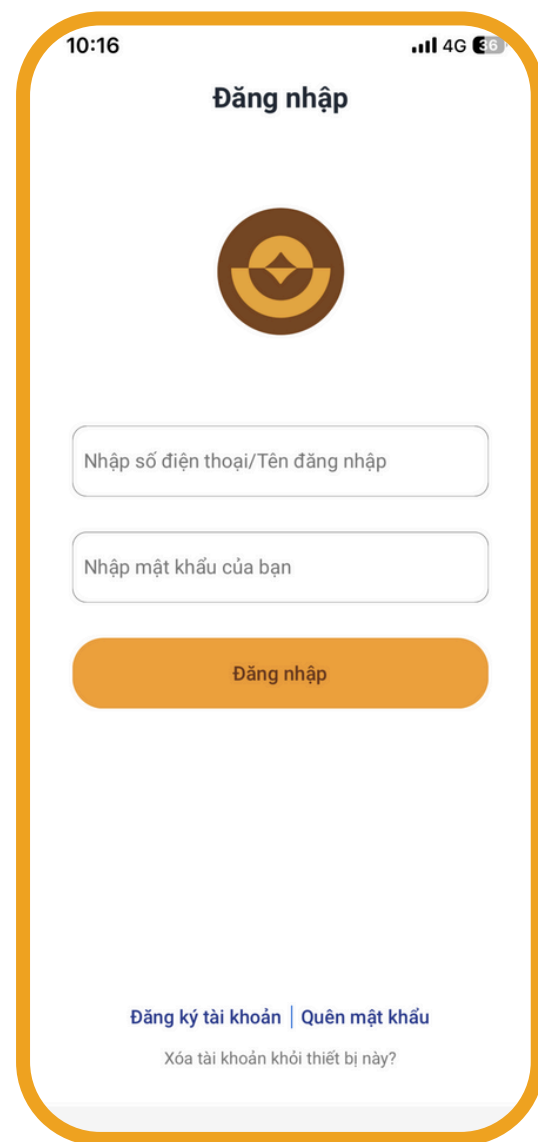 10:16 4G 36
Đăng nhập
Nhập số điện thoại/Tên đăng nhập
Nhập mật khẩu của bạn
Đăng nhập
Đăng ký tài khoản | Quên mật khẩu
Xóa tài khoản khỏi thiết bị này?